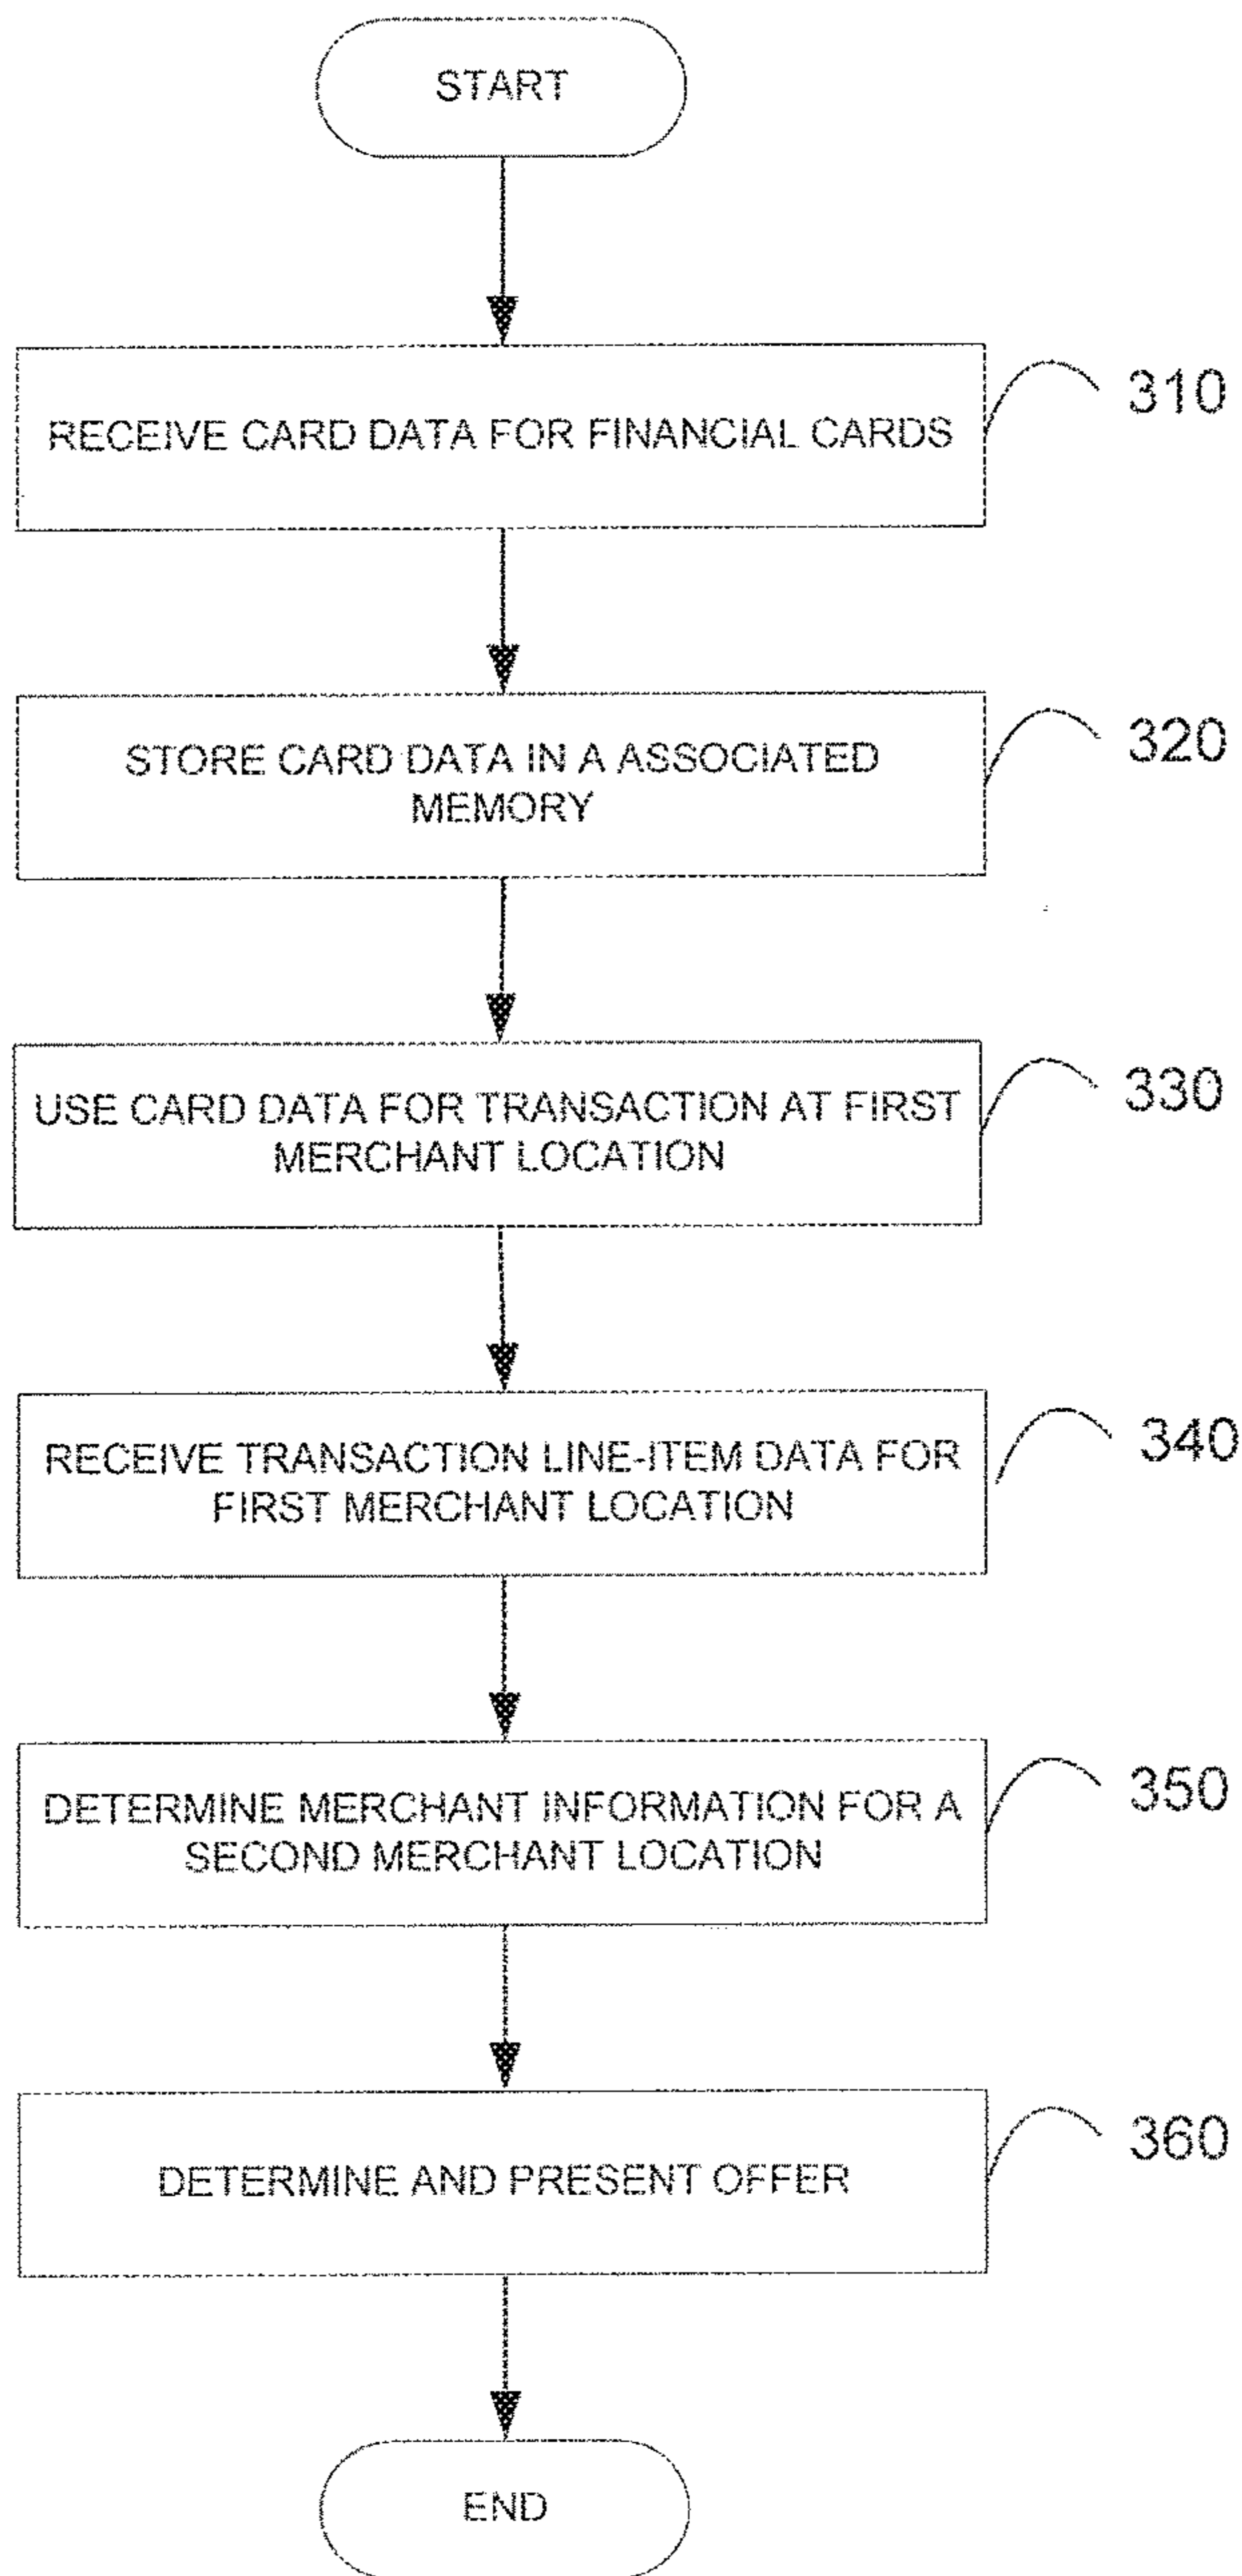 START
RECEIVE CARD DATA FOR FINANCIAL CARDS
310
STORE CARD DATA IN A ASSOCIATED
MEMORY
320
USE CARD DATA FOR TRANSACTION AT FIRST
MERCHANT LOCATION
330
RECEIVE TRANSACTION LINE-ITEM DATA FOR
FIRST MERCHANT LOCATION
340
DETERMINE MERCHANT INFORMATION FOR A
SECOND MERCHANT LOCATION
350
DETERMINE AND PRESENT OFFER
360
END